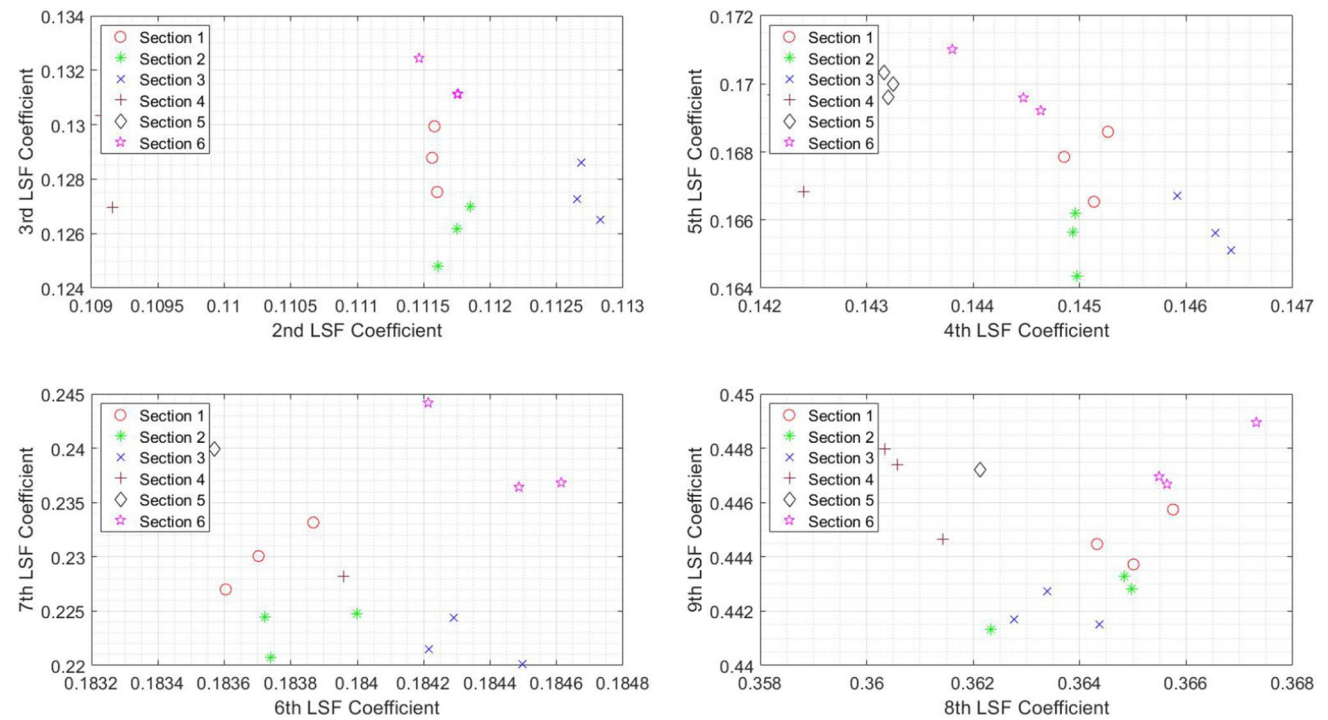 0.134
0.132
0.13
0.128
0.126
0.124
3rd LSF Coefficient
Section 1
Section 2
Section 3
Section 4
Section 5
Section 6
0.109
0.1095
0.11
0.1105
0.111
0.1115
0.112
0.1125
0.113
2nd LSF Coefficient
0.172
0.17
0.168
0.166
0.164
5th LSF Coefficient
Section 1
Section 2
Section 3
Section 4
Section 5
Section 6
0.142
0.143
0.144
0.145
0.146
0.147
4th LSF Coefficient
0.245
0.24
0.235
0.23
0.225
0.22
7th LSF Coefficient
Section 1
Section 2
Section 3
Section 4
Section 5
Section 6
0.1832
0.1834
0.1836
0.1838
0.184
0.1842
0.1844
0.1846
0.1848
6th LSF Coefficient
0.45
0.448
0.446
0.444
0.442
0.44
9th LSF Coefficient
Section 1
Section 2
Section 3
Section 4
Section 5
Section 6
0.358
0.36
0.362
0.364
0.366
0.368
8th LSF Coefficient